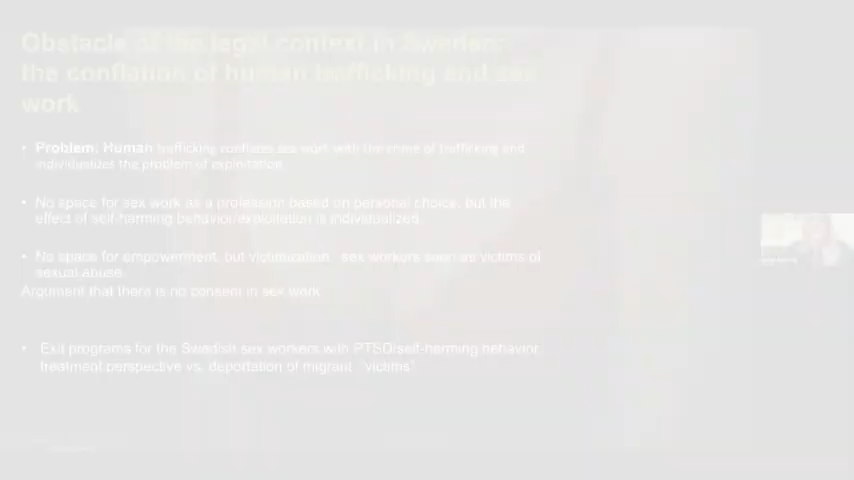 Obstacle of the legal context in Sweden:
the conflation of human trafficking and sex
work
• Problem: Human trafficking conflates sex work with the crime of trafficking and
individualizes the problem of exploitation
• No space for sex work as a profession based on personal choice, but the
effect of self-harming behavior/exploitation is individualized
• No space for empowerment, but victimization: sex workers seen as victims of
sexual abuse
Argument that there is no consent in sex work
• Exit programs for the Swedish sex workers with PTSD/self-harming behavior
treatment perspective vs. deportation of migrant "victims"